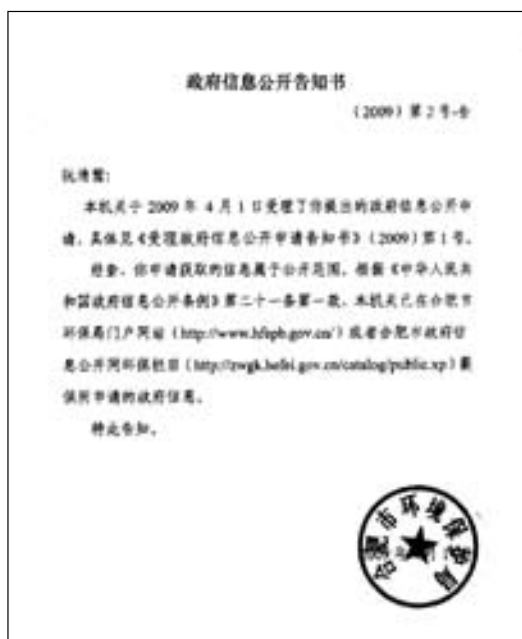 政府信息公开告知书
（2009）第 2 号-告
阮清鸳：
本机关于 2009 年 4 月 1 日受理了你提出的政府信息公开申
请，具体见《受理政府信息公开申请告知书》（2009）第 1 号。
经查，你申请获取的信息属于公开范围，根据《中华人民共
和国政府信息公开条例》第二十一条第一款，本机关已在合肥市
环保局门户网站（http://www.hfepb.gov.cn/）或者合肥市政府信
息公开网环保栏目（http://zwgk.hefei.gov.cn/catalog/public.xp）
保所申请的政府信息。
特此告知。
合肥市环境保护局